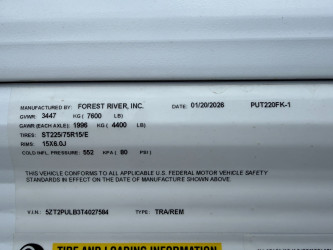 MANUFACTURED BY: FOREST RIVER, INC. DATE: 01/20/2026 PUT220FK-1
GVWR: 3447 KG ( 7600 LB)
GAWR (EACH AXLE): 1996 KG ( 4400 LB)
TIRES: ST225/75R15/E
RIMS: 15X6.0J
COLD INFL. PRESSURE: 552 KPA ( 80 PSI )
THIS VEHICLE CONFORMS TO ALL APPLICABLE U.S. FEDERAL MOTOR VEHICLE SAFETY
STANDARDS IN EFFECT ON THE DATE OF MANUFACTURE SHOWN ABOVE.
V.I.N.: 5ZT2PULB3T4027594 TYPE: TRA/REM
TIRE AND LOADING INFORMATION